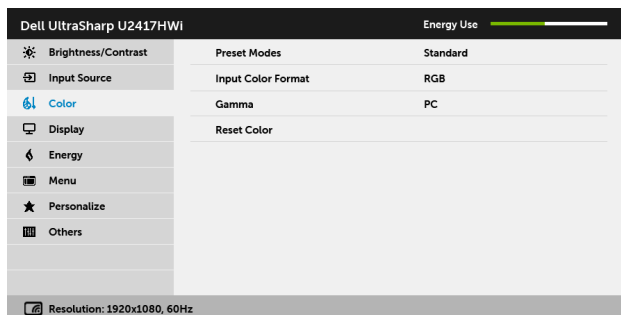 Dell UltraSharp U2417HWi
Energy Use
Brightness/Contrast
Input Source
Color
Display
Energy
Menu
Personalize
Others
Preset Modes Standard
Input Color Format RGB
Gamma PC
Reset Color
Resolution: 1920x1080, 60Hz